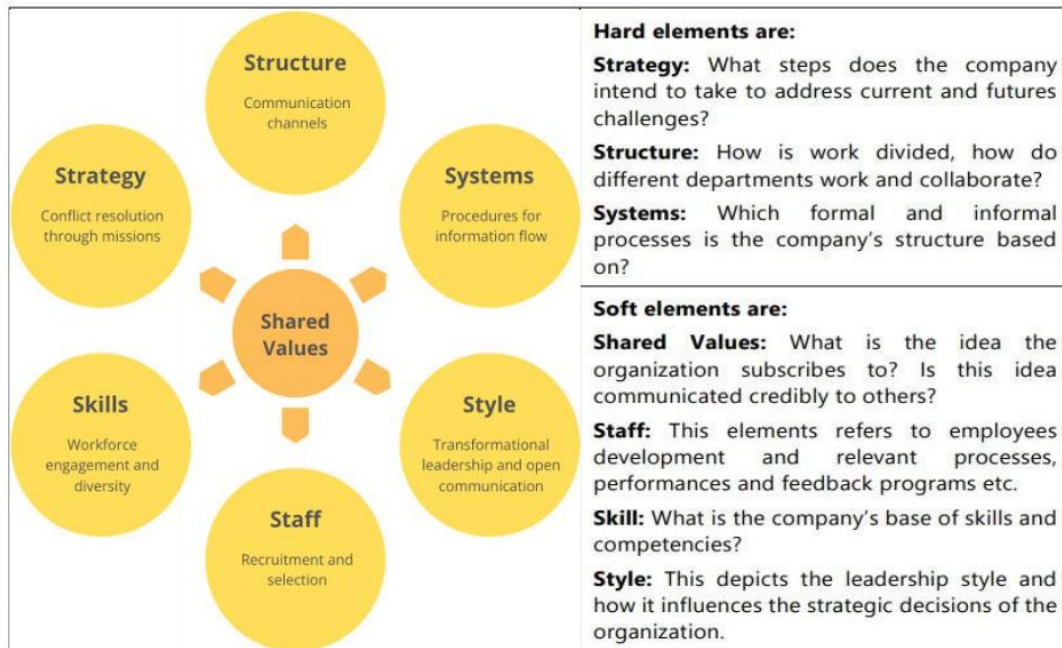 Structure
Communication
channels
Strategy
Conflict resolution
through missions
Systems
Procedures for
information flow
Shared
Values
Skills
Workforce
engagement and
diversity
Style
Transformational
leadership and open
communication
Staff
Recruitment and
selection
Hard elements are:
Strategy: What steps does the company
intend to take to address current and futures
challenges?
Structure: How is work divided, how do
different departments work and collaborate?
Systems: Which formal and informal
processes is the company's structure based
on?
Soft elements are:
Shared Values: What is the idea the
organization subscribes to? Is this idea
communicated credibly to others?
Staff: This elements refers to employees
development and relevant processes,
performances and feedback programs etc.
Skill: What is the company's base of skills and
competencies?
Style: This depicts the leadership style and
how it influences the strategic decisions of the
organization.